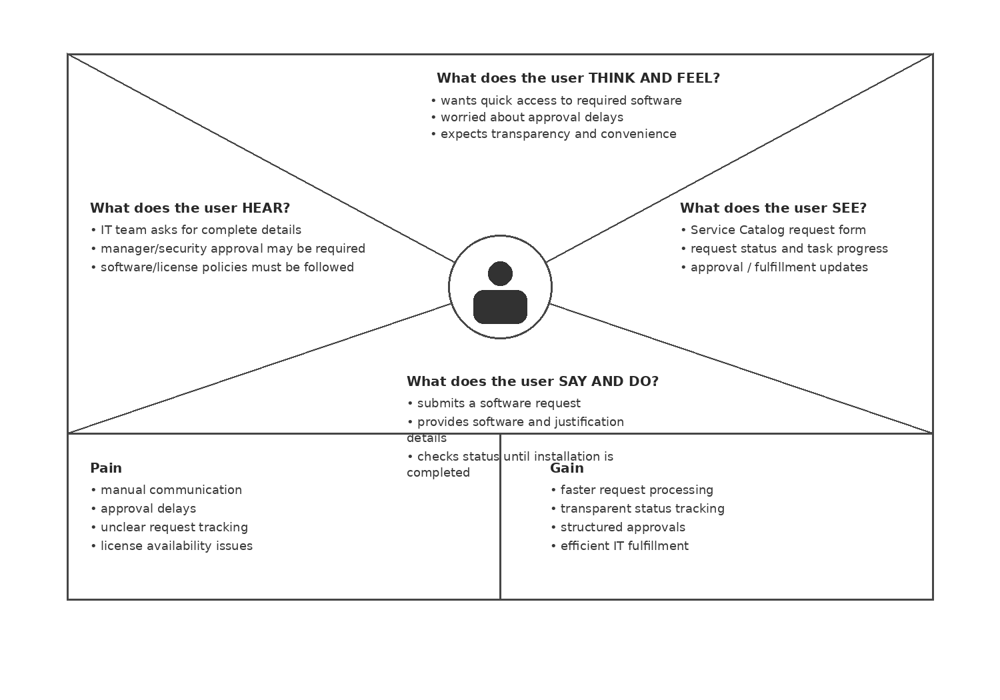 What does the user THINK AND FEEL?
• wants quick access to required software
• worried about approval delays
• expects transparency and convenience
What does the user HEAR?
• IT team asks for complete details
• manager/security approval may be required
• software/license policies must be followed
What does the user SEE?
• Service Catalog request form
• request status and task progress
• approval / fulfillment updates
What does the user SAY AND DO?
• submits a software request
• provides software and justification
details
• checks status until installation is
completed
Pain
• manual communication
• approval delays
• unclear request tracking
• license availability issues
Gain
• faster request processing
• transparent status tracking
• structured approvals
• efficient IT fulfillment